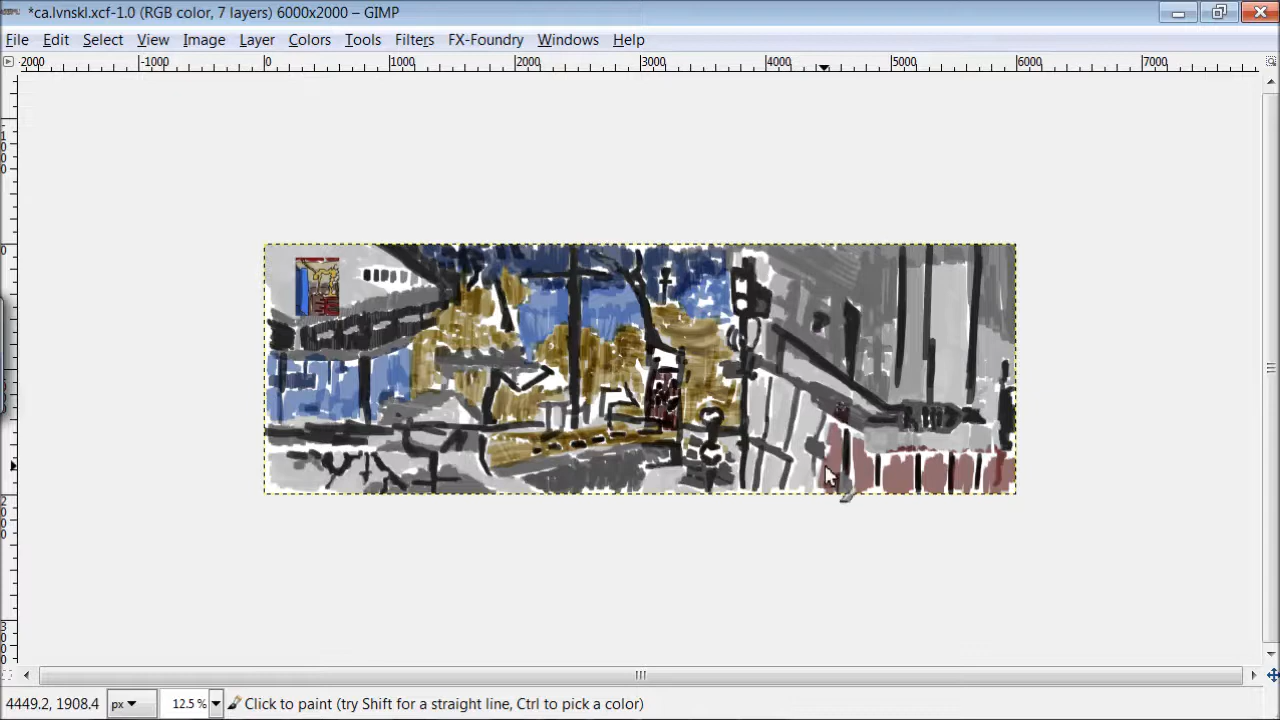 *ca.lvnskl.xcf-1.0 (RGB color, 7 layers) 6000x2000 – GIMP
File Edit Select View Image Layer Colors Tools Filters FX-Foundry Windows Help
-2000 -1000 0 1000 2000 3000 4000 5000 6000 7000
4449.2, 1908.4 px 12.5 % Click to paint (try Shift for a straight line, Ctrl to pick a color)